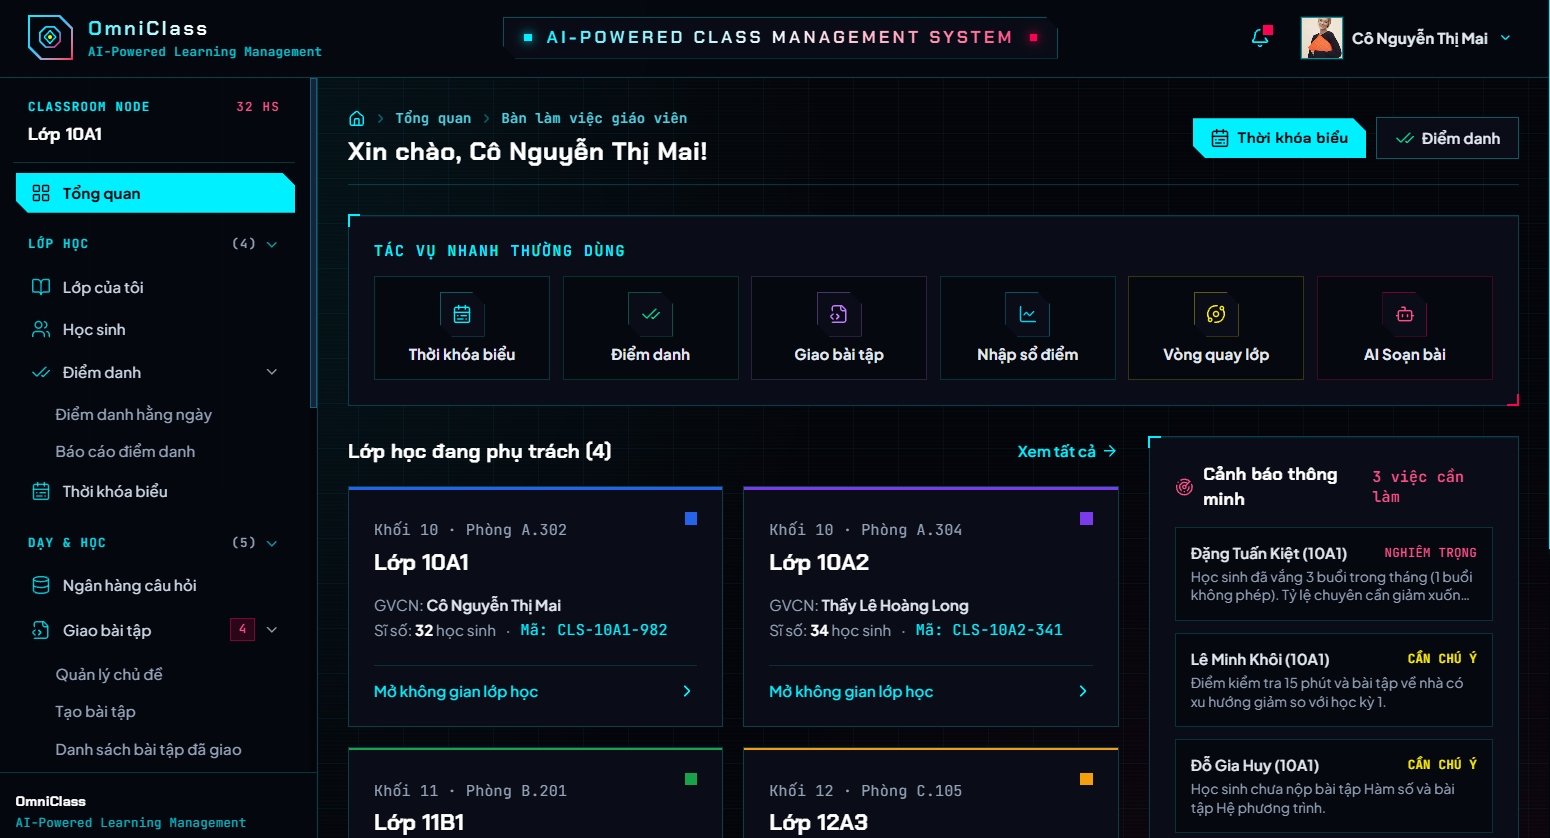 OmniClass
AI-Powered Learning Management
AI-POWERED CLASS MANAGEMENT SYSTEM
Cô Nguyễn Thị Mai
CLASSROOM NODE
32 HS
Lớp 10A1
Tổng quan
LỚP HỌC
(4)
Lớp của tôi
Học sinh
Điểm danh
Điểm danh hằng ngày
Báo cáo điểm danh
Thời khóa biểu
DẠY & HỌC
(5)
Ngân hàng câu hỏi
Giao bài tập
4
Quản lý chủ đề
Tạo bài tập
Danh sách bài tập đã giao
OmniClass
AI-Powered Learning Management
Tổng quan
Bàn làm việc giáo viên
Xin chào, Cô Nguyễn Thị Mai!
Thời khóa biểu
Điểm danh
TÁC VỤ NHANH THƯỜNG DÙNG
Thời khóa biểu
Điểm danh
Giao bài tập
Nhập sổ điểm
Vòng quay lớp
AI Soạn bài
Lớp học đang phụ trách (4)
Xem tất cả
Khối 10 · Phòng A.302
Lớp 10A1
GVCN: Cô Nguyễn Thị Mai
Sĩ số: 32 học sinh · Mã: CLS-10A1-982
Mở không gian lớp học
Khối 10 · Phòng A.304
Lớp 10A2
GVCN: Thầy Lê Hoàng Long
Sĩ số: 34 học sinh · Mã: CLS-10A2-341
Mở không gian lớp học
Khối 11 · Phòng B.201
Lớp 11B1
Khối 12 · Phòng C.105
Lớp 12A3
Cảnh báo thông
minh
3 việc cần
làm
Đặng Tuấn Kiệt (10A1)
NGHIÊM TRỌNG
Học sinh đã vắng 3 buổi trong tháng (1 buổi
không phép). Tỷ lệ chuyên cần giảm xuốn...
Lê Minh Khôi (10A1)
CẦN CHÚ Ý
Điểm kiểm tra 15 phút và bài tập về nhà có
xu hướng giảm so với học kỳ 1.
Đỗ Gia Huy (10A1)
CẦN CHÚ Ý
Học sinh chưa nộp bài tập Hàm số và bài
tập Hệ phương trình.